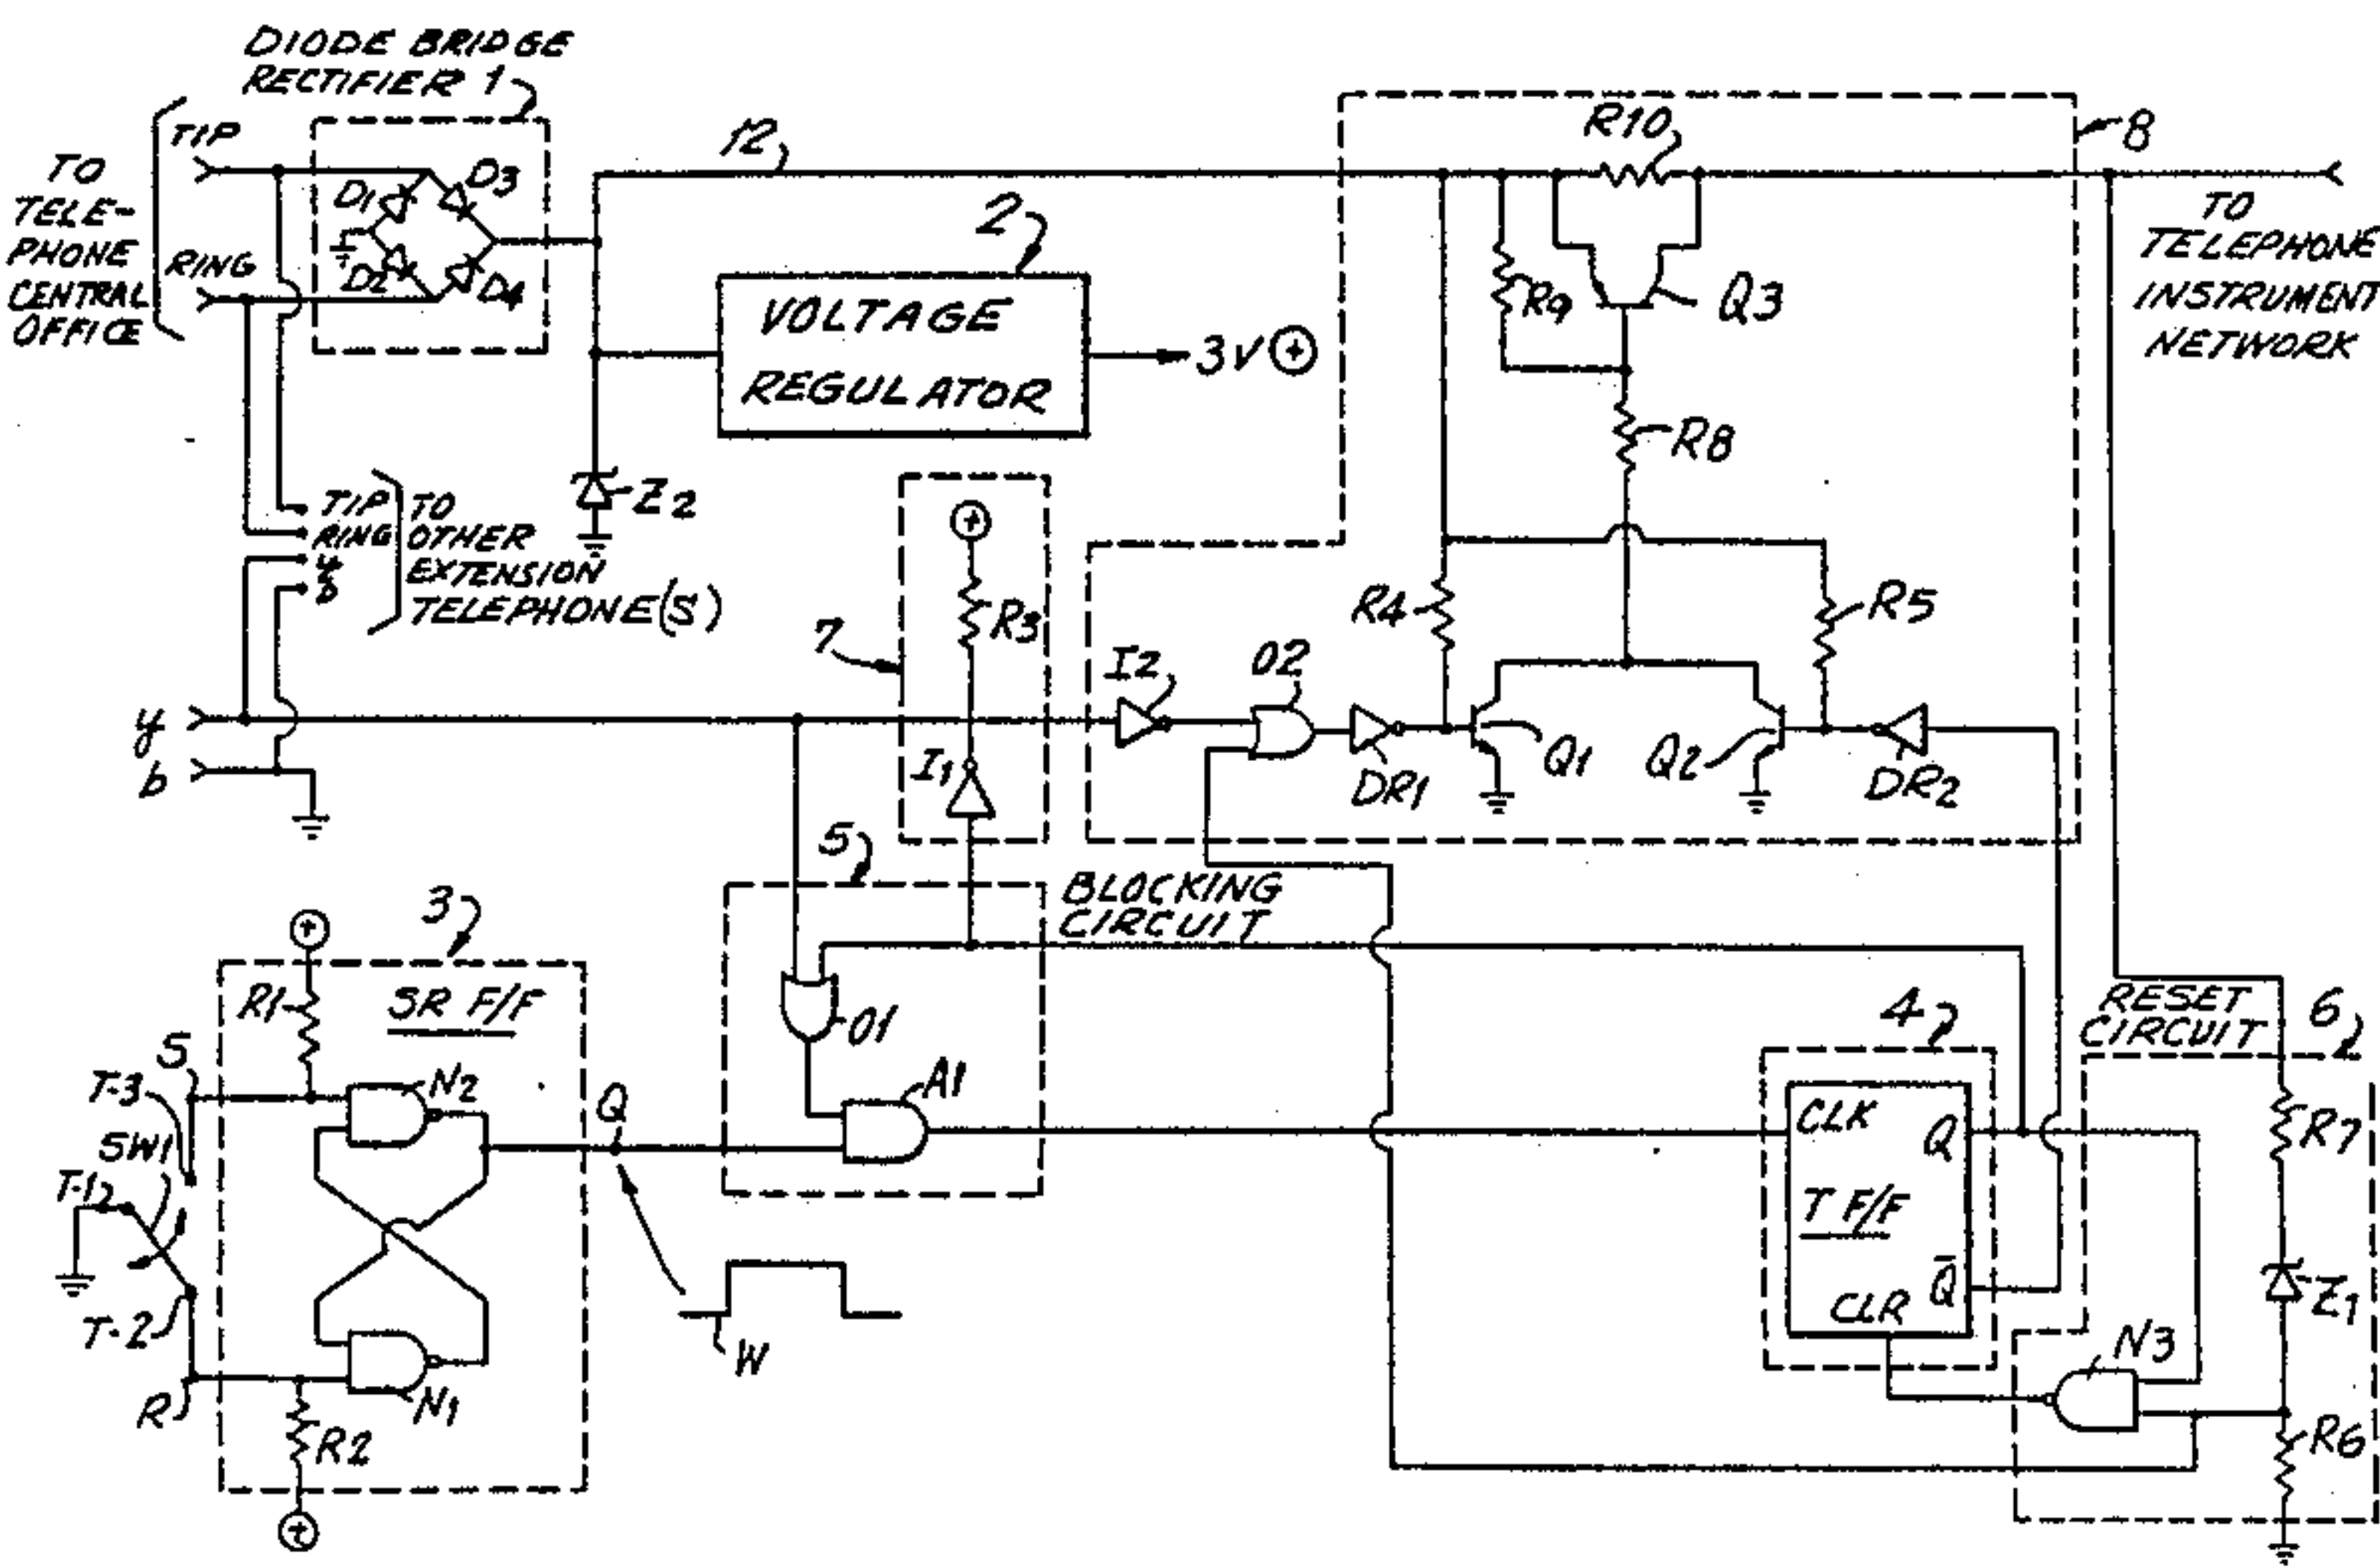 DIODE BRIDGE
RECTIFIER 1
TO
TELE-
PHONE
CENTRAL
OFFICE
TIP
RING
D1
D3
D2
D4
12
2
VOLTAGE
REGULATOR
3V +
Z2
R10
8
R9
Q3
R8
TO
TELEPHONE
INSTRUMENT
NETWORK
TIP
RING
y
b
TO
OTHER
EXTENSION
TELEPHONE(S)
7
+
R3
I1
R4
R5
I2
O2
DR1
Q1
Q2
DR2
y
b
5
BLOCKING
CIRCUIT
3
+
R1
SR F/F
S
T-3
SW1
T-1
T-2
R
N2
N1
R2
+
Q
W
O1
A1
4
CLK
Q
T F/F
Q̅
CLR
RESET
CIRCUIT
6
R7
Z1
N3
R6